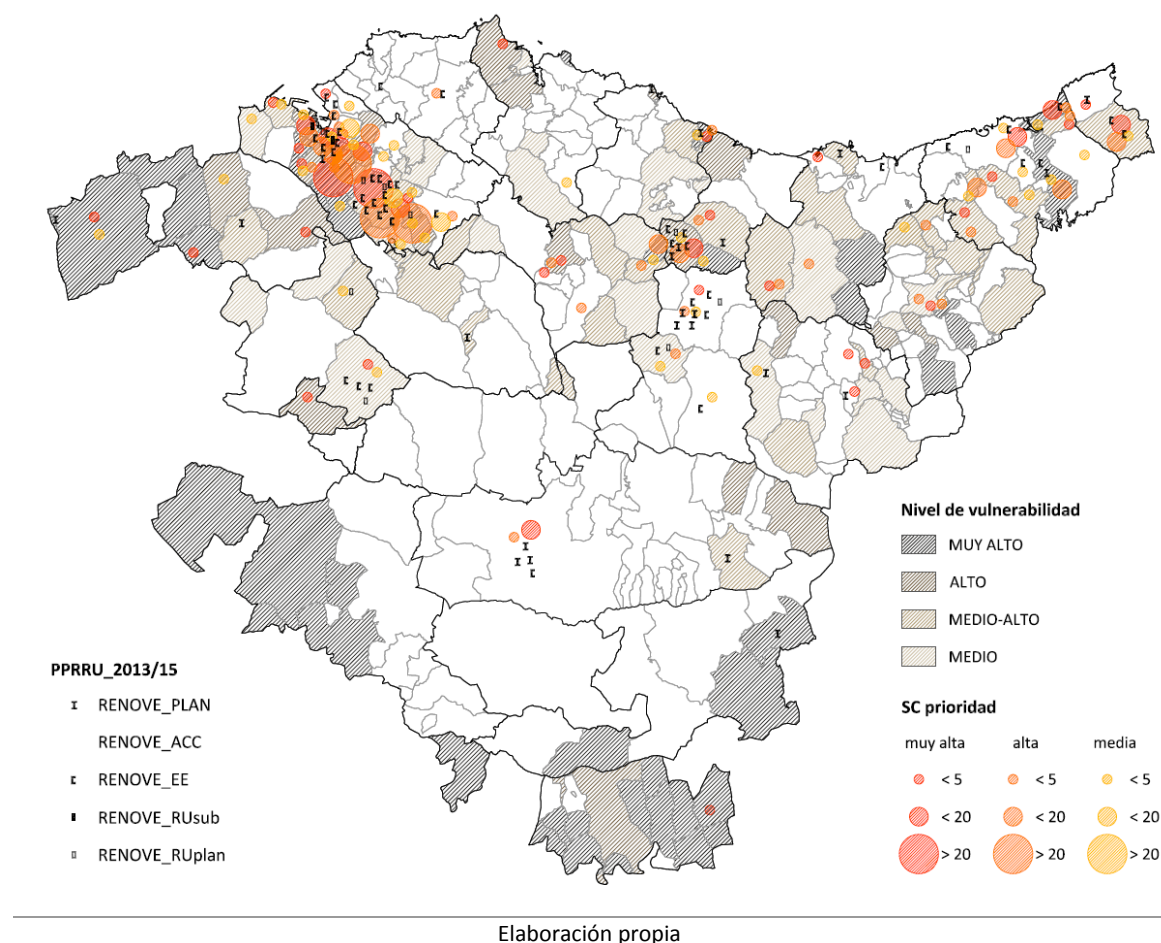 Nivel de vulnerabilidad
MUY ALTO
ALTO
MEDIO-ALTO
MEDIO
PPRRU_2013/15
RENOVE_PLAN
RENOVE_ACC
RENOVE_EE
RENOVE_RUsub
RENOVE_RUplan
SC prioridad
muy alta alta media
< 5 < 5 < 5
< 20 < 20 < 20
> 20 > 20 > 20
Elaboración propia